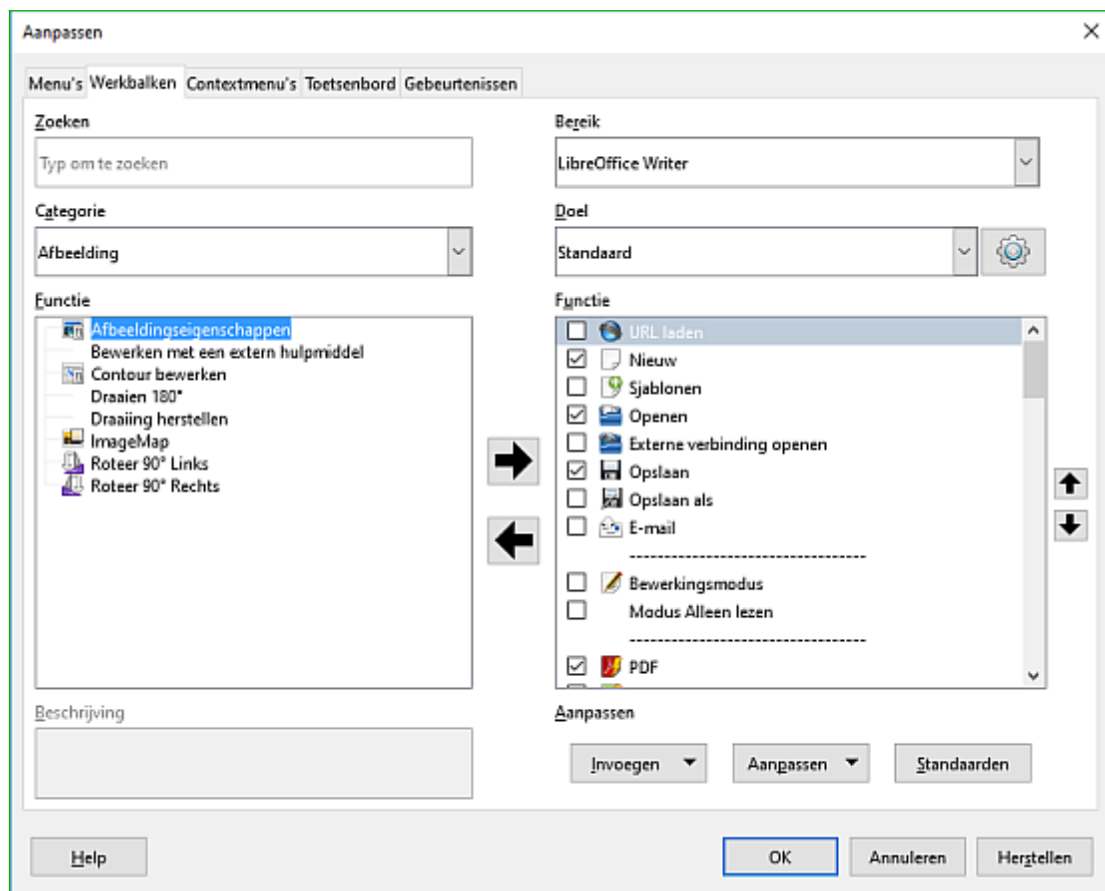 Aanpassen
Menu's Werkbalken Contextmenu's Toetsenbord Gebeurtenissen
Zoeken
Typ om te zoeken
Categorie
Afbeelding
Functie
Afbeeldingseigenschappen
Bewerken met een extern hulpmiddel
Contour bewerken
Draaien 180°
Draaiing herstellen
ImageMap
Roteer 90° Links
Roteer 90° Rechts
Beschrijving
Bereik
LibreOffice Writer
Doel
Standaard
Functie
URL laden
Nieuw
Sjablonen
Openen
Externe verbinding openen
Opslaan
Opslaan als
E-mail
---------------------------------
Bewerkingsmodus
Modus Alleen lezen
---------------------------------
PDF
Aanpassen
Invoegen Aanpassen Standaarden
Help OK Annuleren Herstellen